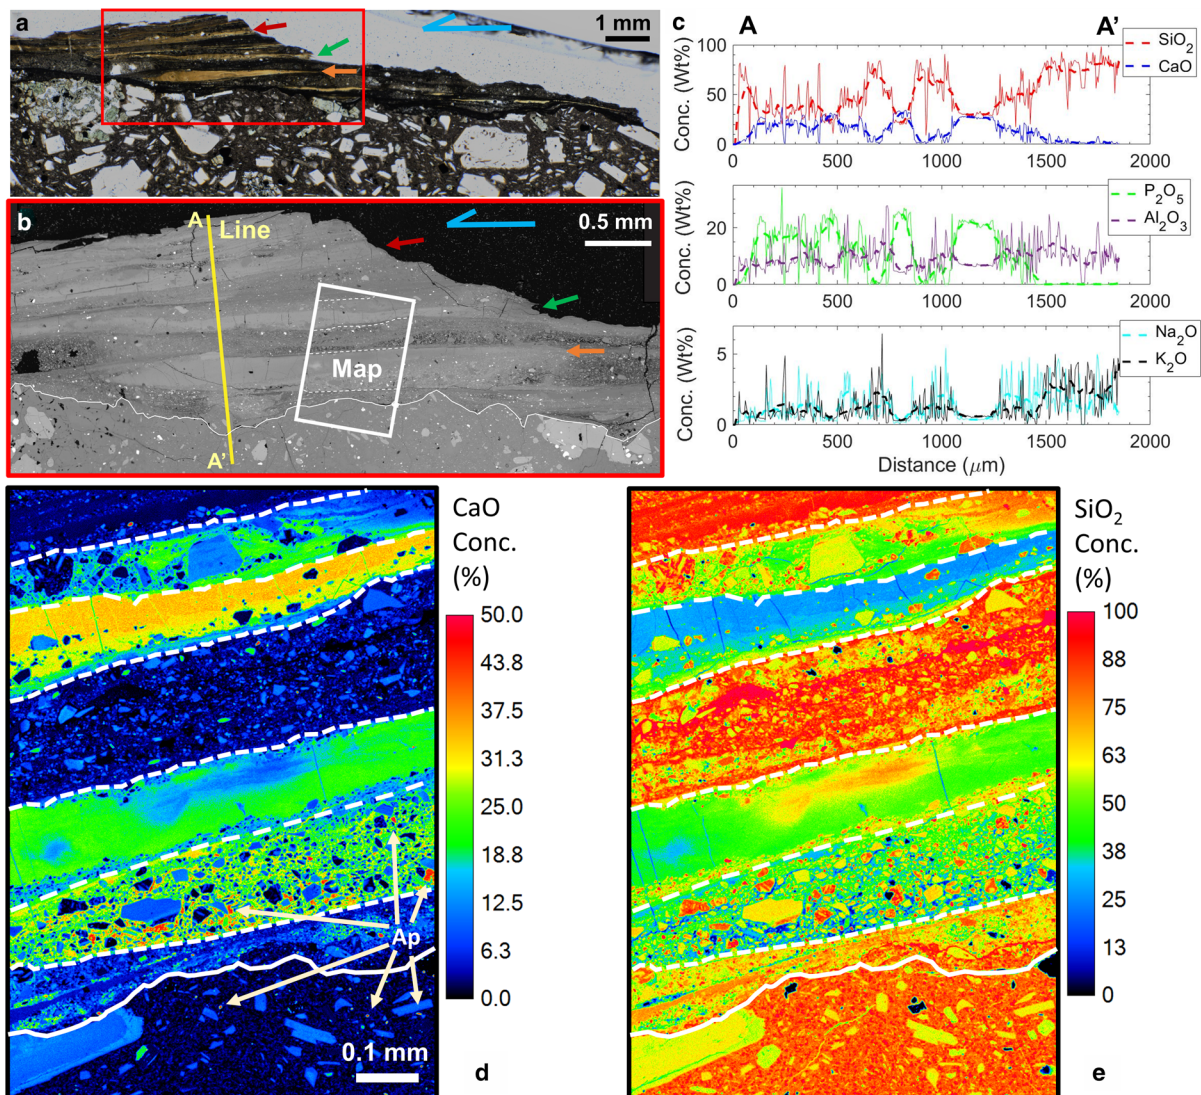 a
1 mm
b
A
Line
0.5 mm
Map
A'
c
A
A'
SiO2
CaO
Conc. (Wt%)
100
50
0
0
500
1000
1500
2000
P2O5
Al2O3
Conc. (Wt%)
20
0
0
500
1000
1500
2000
Na2O
K2O
Conc. (Wt%)
5
0
0
500
1000
1500
2000
Distance (μm)
CaO
Conc.
(%)
50.0
43.8
37.5
31.3
25.0
18.8
12.5
6.3
0.0
Ap
0.1 mm
d
SiO2
Conc.
(%)
100
88
75
63
50
38
25
13
0
e